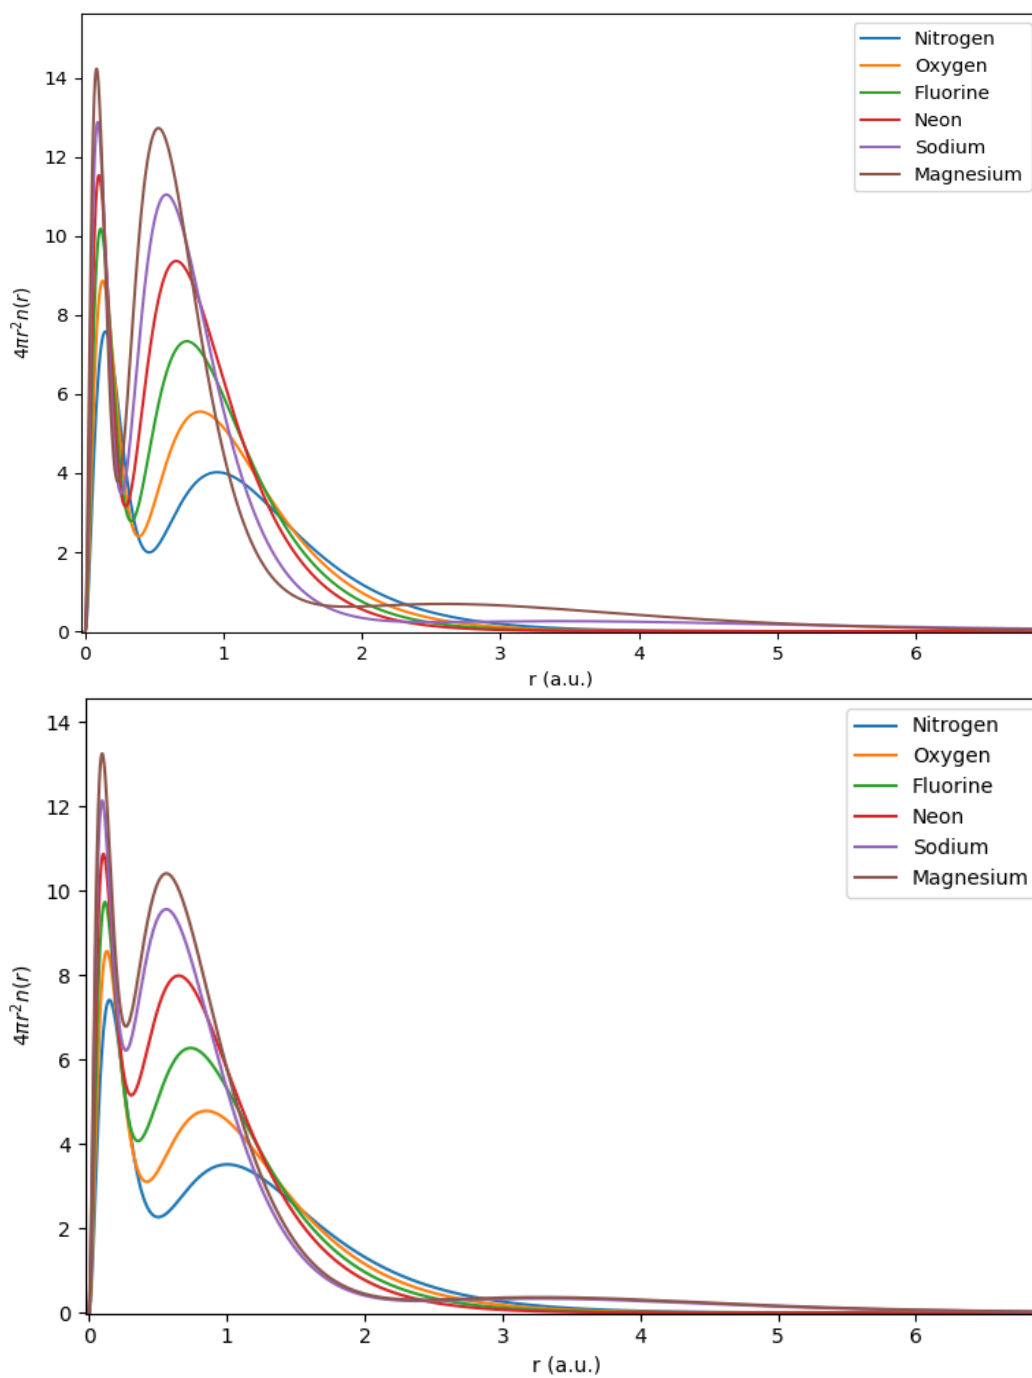 Nitrogen
Oxygen
Fluorine
Neon
Sodium
Magnesium
14
12
10
8
6
4
2
0
4πr²n(r)
0 1 2 3 4 5 6
r (a.u.)
Nitrogen
Oxygen
Fluorine
Neon
Sodium
Magnesium
14
12
10
8
6
4
2
0
4πr²n(r)
0 1 2 3 4 5 6
r (a.u.)